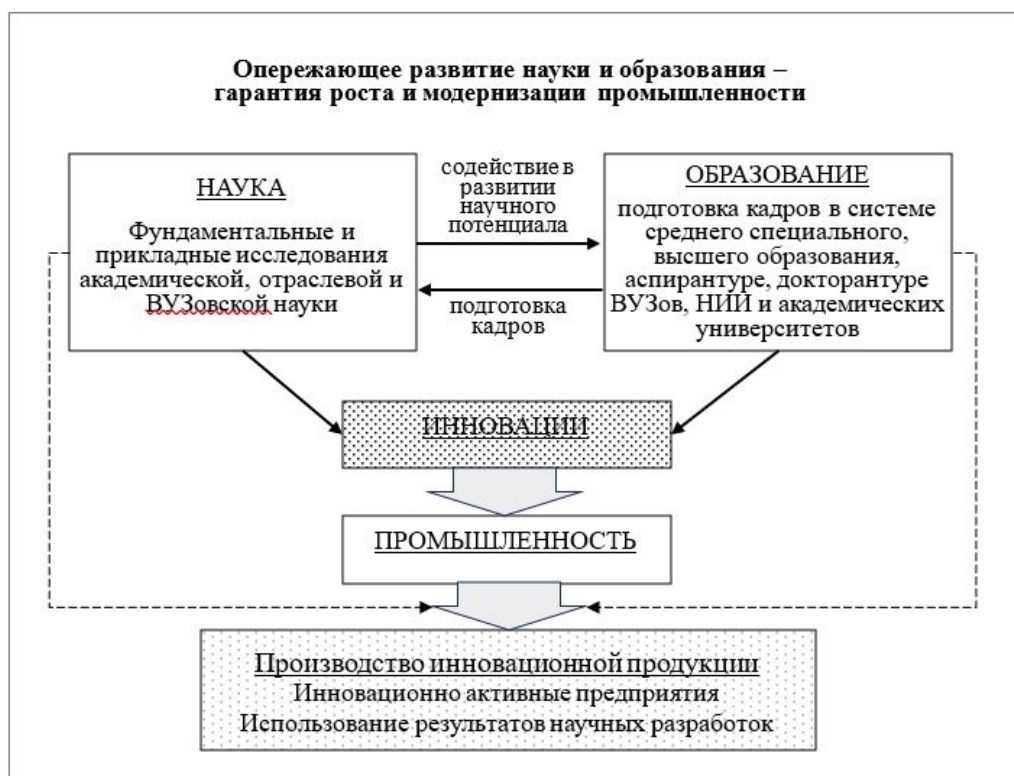 Опережающее развитие науки и образования –
гарантия роста и модернизации промышленности
НАУКА
Фундаментальные и
прикладные исследования
академической, отраслевой и
ВУЗовской науки
содействие в
развитии
научного
потенциала
подготовка
кадров
ОБРАЗОВАНИЕ
подготовка кадров в системе
среднего специального,
высшего образования,
аспирантуре, докторантуре
ВУЗов, НИИ и академических
университетов
ИННОВАЦИИ
ПРОМЫШЛЕННОСТЬ
Производство инновационной продукции
Инновационно активные предприятия
Использование результатов научных разработок